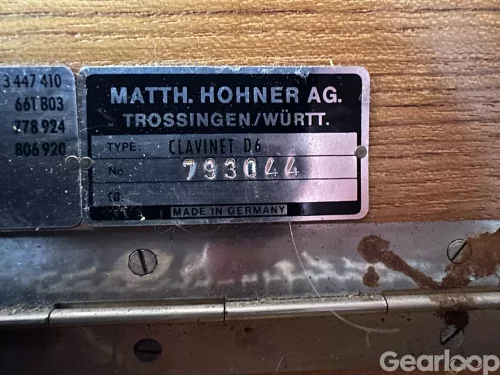 3 447 410
661 803
778 924
806 920
MATTH. HOHNER AG.
TROSSINGEN/WÜRTT.
TYPE: CLAVINET D6
No. 793044
CO
MADE IN GERMANY
Gearloop